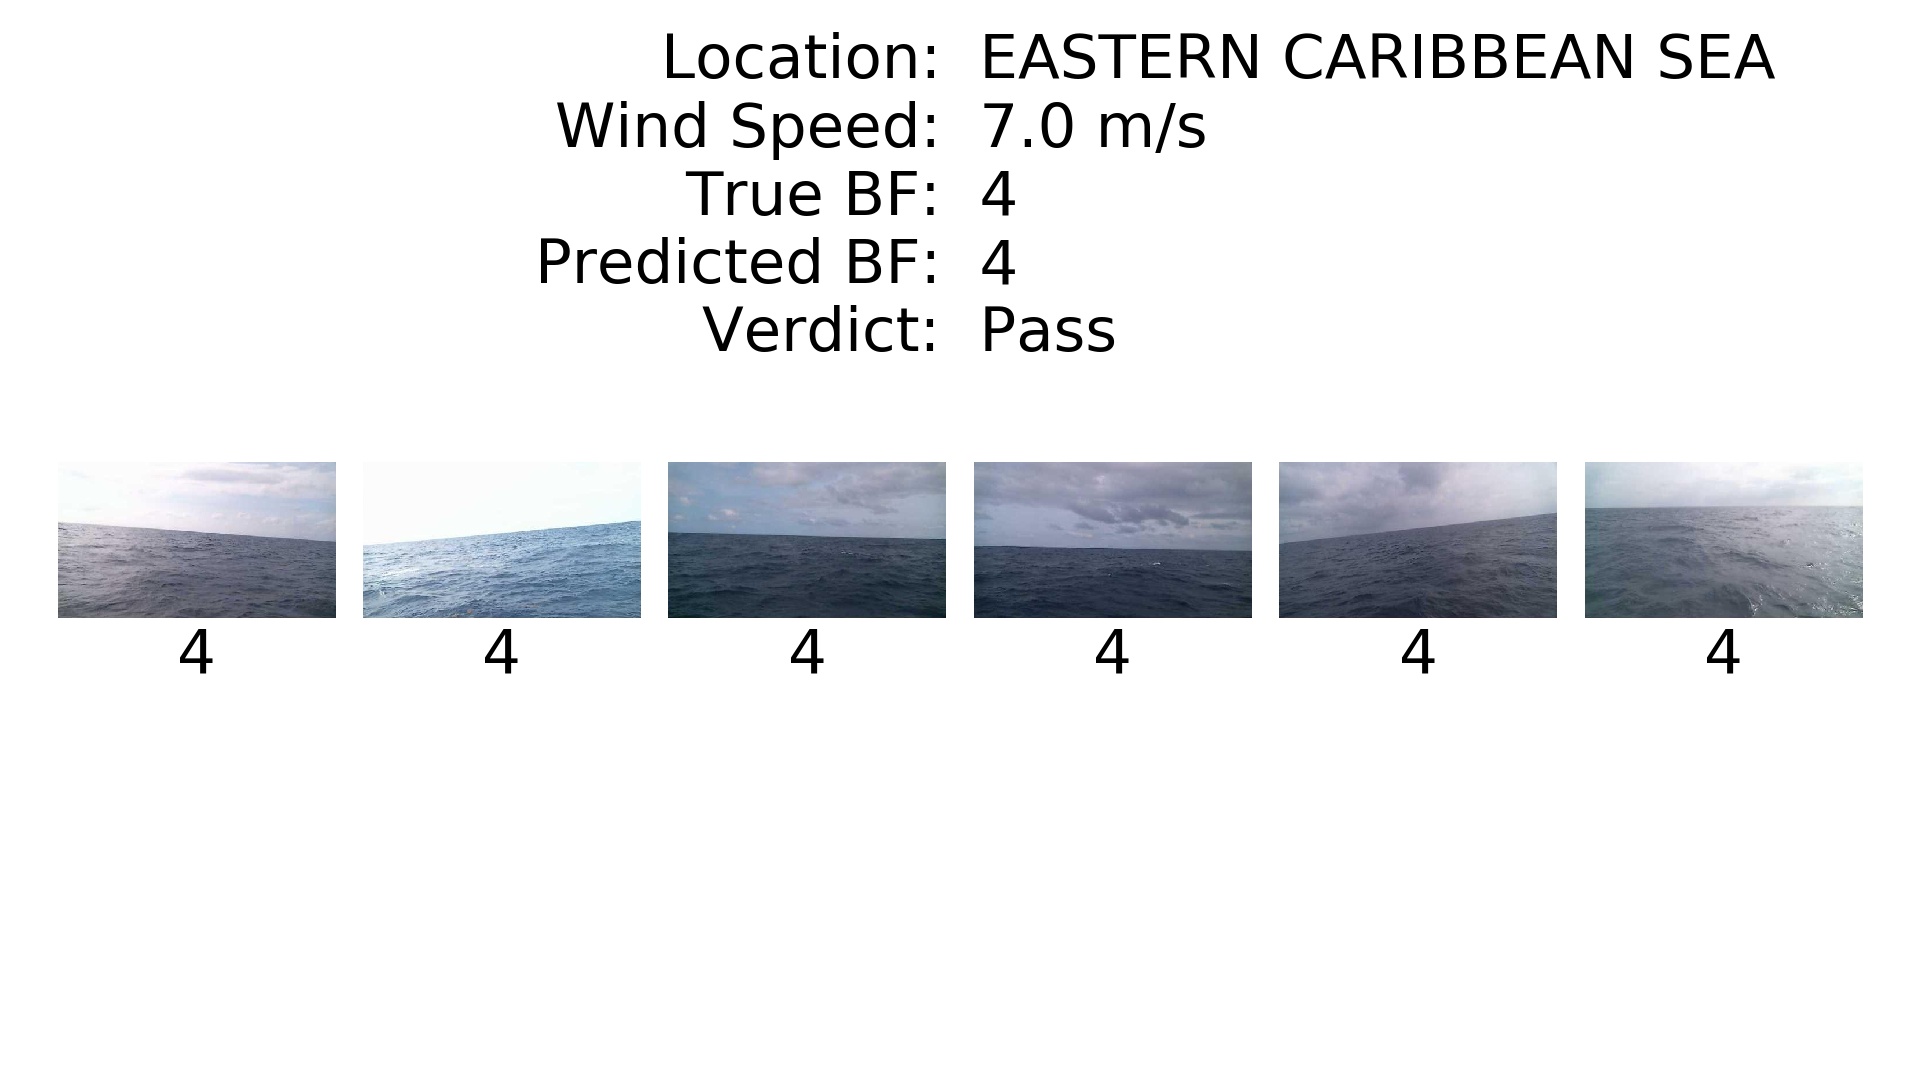 Location: EASTERN CARIBBEAN SEA
Wind Speed: 7.0 m/s
True BF: 4
Predicted BF: 4
Verdict: Pass
4 4 4 4 4 4